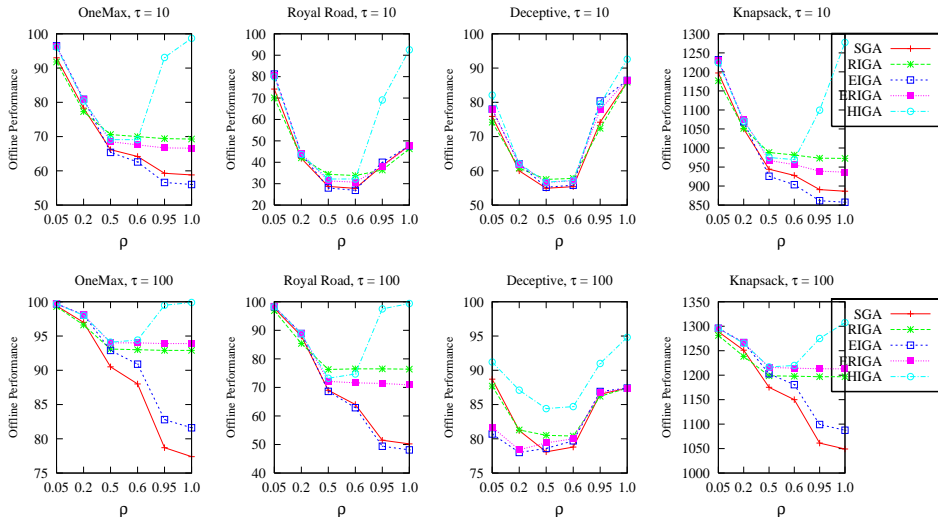 OneMax, τ = 10
Offline Performance
100
90
80
70
60
50
0.05 0.2 0.5 0.6 0.95 1.0
ρ
Royal Road, τ = 10
Offline Performance
100
90
80
70
60
50
40
30
20
0.05 0.2 0.5 0.6 0.95 1.0
ρ
Deceptive, τ = 10
Offline Performance
100
90
80
70
60
50
0.05 0.2 0.5 0.6 0.95 1.0
ρ
Knapsack, τ = 10
Offline Performance
1300
1250
1200
1150
1100
1050
1000
950
900
850
0.05 0.2 0.5 0.6 0.95 1.0
ρ
SGA
RIGA
EIGA
ERIGA
HIGA
OneMax, τ = 100
Offline Performance
100
95
90
85
80
75
0.05 0.2 0.5 0.6 0.95 1.0
ρ
Royal Road, τ = 100
Offline Performance
100
90
80
70
60
50
40
0.05 0.2 0.5 0.6 0.95 1.0
ρ
Deceptive, τ = 100
Offline Performance
100
95
90
85
80
75
0.05 0.2 0.5 0.6 0.95 1.0
ρ
Knapsack, τ = 100
Offline Performance
1350
1300
1250
1200
1150
1100
1050
1000
0.05 0.2 0.5 0.6 0.95 1.0
ρ
SGA
RIGA
EIGA
ERIGA
HIGA